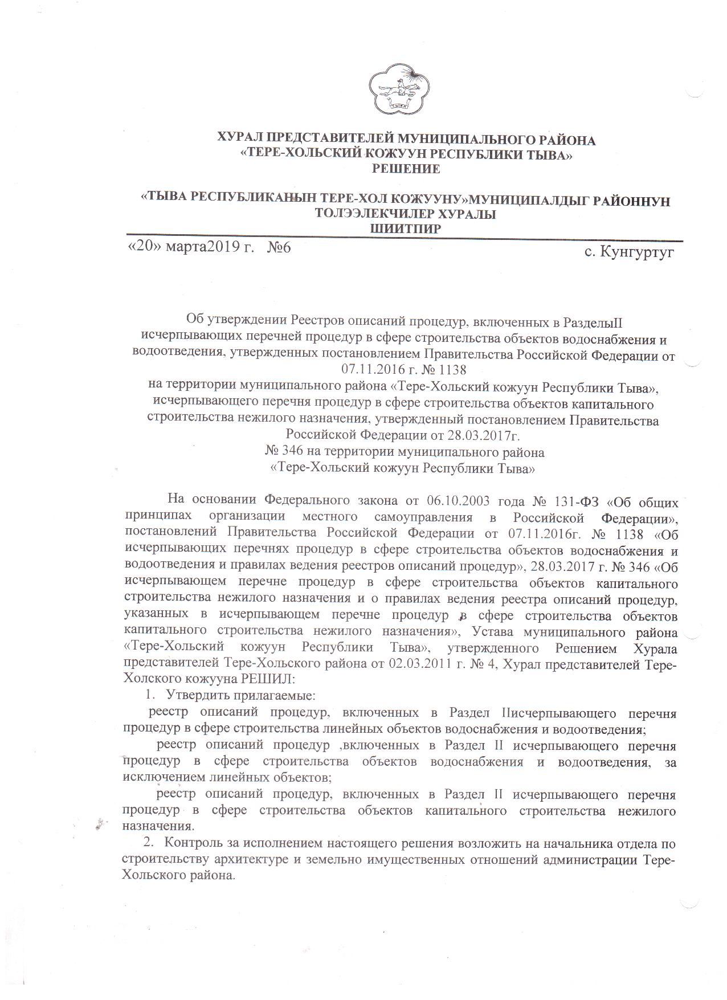 ТЫВА
ХУРАЛ ПРЕДСТАВИТЕЛЕЙ МУНИЦИПАЛЬНОГО РАЙОНА
«ТЕРЕ-ХОЛЬСКИЙ КОЖУУН РЕСПУБЛИКИ ТЫВА»
РЕШЕНИЕ
«ТЫВА РЕСПУБЛИКАНЫН ТЕРЕ-ХОЛ КОЖУУНУ»МУНИЦИПАЛДЫГ РАЙОННУН
ТОЛЭЭЛЕКЧИЛЕР ХУРАЛЫ
ШИИТПИР
«20» марта2019 г. №6 с. Кунгуртуг
Об утверждении Реестров описаний процедур, включенных в РазделыII
исчерпывающих перечней процедур в сфере строительства объектов водоснабжения и
водоотведения, утвержденных постановлением Правительства Российской Федерации от
07.11.2016 г. № 1138
на территории муниципального района «Тере-Хольский кожуун Республики Тыва»,
исчерпывающего перечня процедур в сфере строительства объектов капитального
строительства нежилого назначения, утвержденный постановлением Правительства
Российской Федерации от 28.03.2017г.
№ 346 на территории муниципального района
«Тере-Хольский кожуун Республики Тыва»
На основании Федерального закона от 06.10.2003 года № 131-ФЗ «Об общих
принципах организации местного самоуправления в Российской Федерации»,
постановлений Правительства Российской Федерации от 07.11.2016г. № 1138 «Об
исчерпывающих перечнях процедур в сфере строительства объектов водоснабжения и
водоотведения и правилах ведения реестров описаний процедур», 28.03.2017 г. № 346 «Об
исчерпывающем перечне процедур в сфере строительства объектов капитального
строительства нежилого назначения и о правилах ведения реестра описаний процедур,
указанных в исчерпывающем перечне процедур в сфере строительства объектов
капитального строительства нежилого назначения», Устава муниципального района
«Тере-Хольский кожуун Республики Тыва», утвержденного Решением Хурала
представителей Тере-Хольского района от 02.03.2011 г. № 4, Хурал представителей Тере-
Холского кожууна РЕШИЛ:
1. Утвердить прилагаемые:
реестр описаний процедур, включенных в Раздел IIисчерпывающего перечня
процедур в сфере строительства линейных объектов водоснабжения и водоотведения;
реестр описаний процедур ,включенных в Раздел II исчерпывающего перечня
процедур в сфере строительства объектов водоснабжения и водоотведения, за
исключением линейных объектов;
реестр описаний процедур, включенных в Раздел II исчерпывающего перечня
процедур в сфере строительства объектов капитального строительства нежилого
назначения.
2. Контроль за исполнением настоящего решения возложить на начальника отдела по
строительству архитектуре и земельно имущественных отношений администрации Тере-
Хольского района.